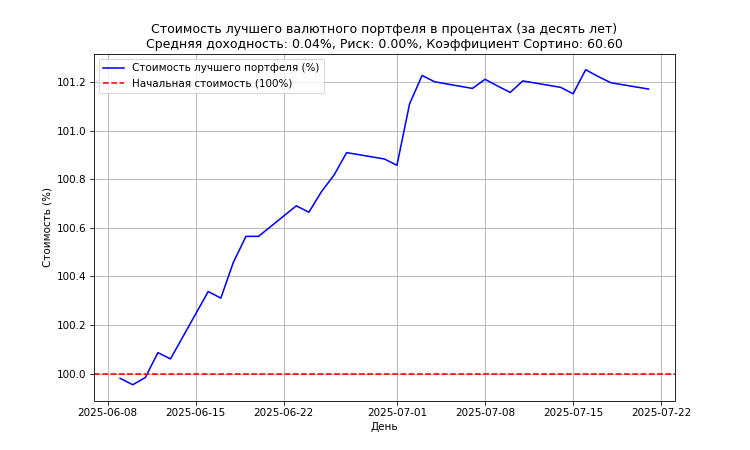 Стоимость лучшего валютного портфеля в процентах (за десять лет)
Средняя доходность: 0.04%, Риск: 0.00%, Коэффициент Сортино: 60.60
Стоимость лучшего портфеля (%)
Начальная стоимость (100%)
Стоимость (%)
101.2
101.0
100.8
100.6
100.4
100.2
100.0
2025-06-08 2025-06-15 2025-06-22 2025-07-01 2025-07-08 2025-07-15 2025-07-22
День